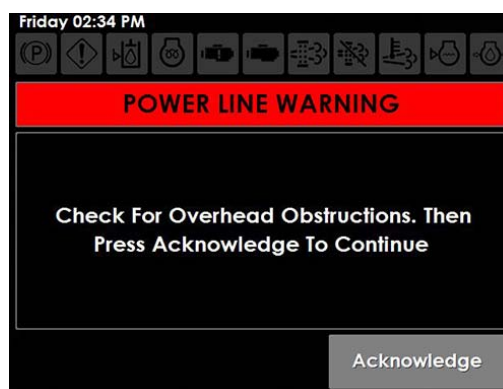 Friday 02:34 PM
POWER LINE WARNING
Check For Overhead Obstructions. Then
Press Acknowledge To Continue
Acknowledge